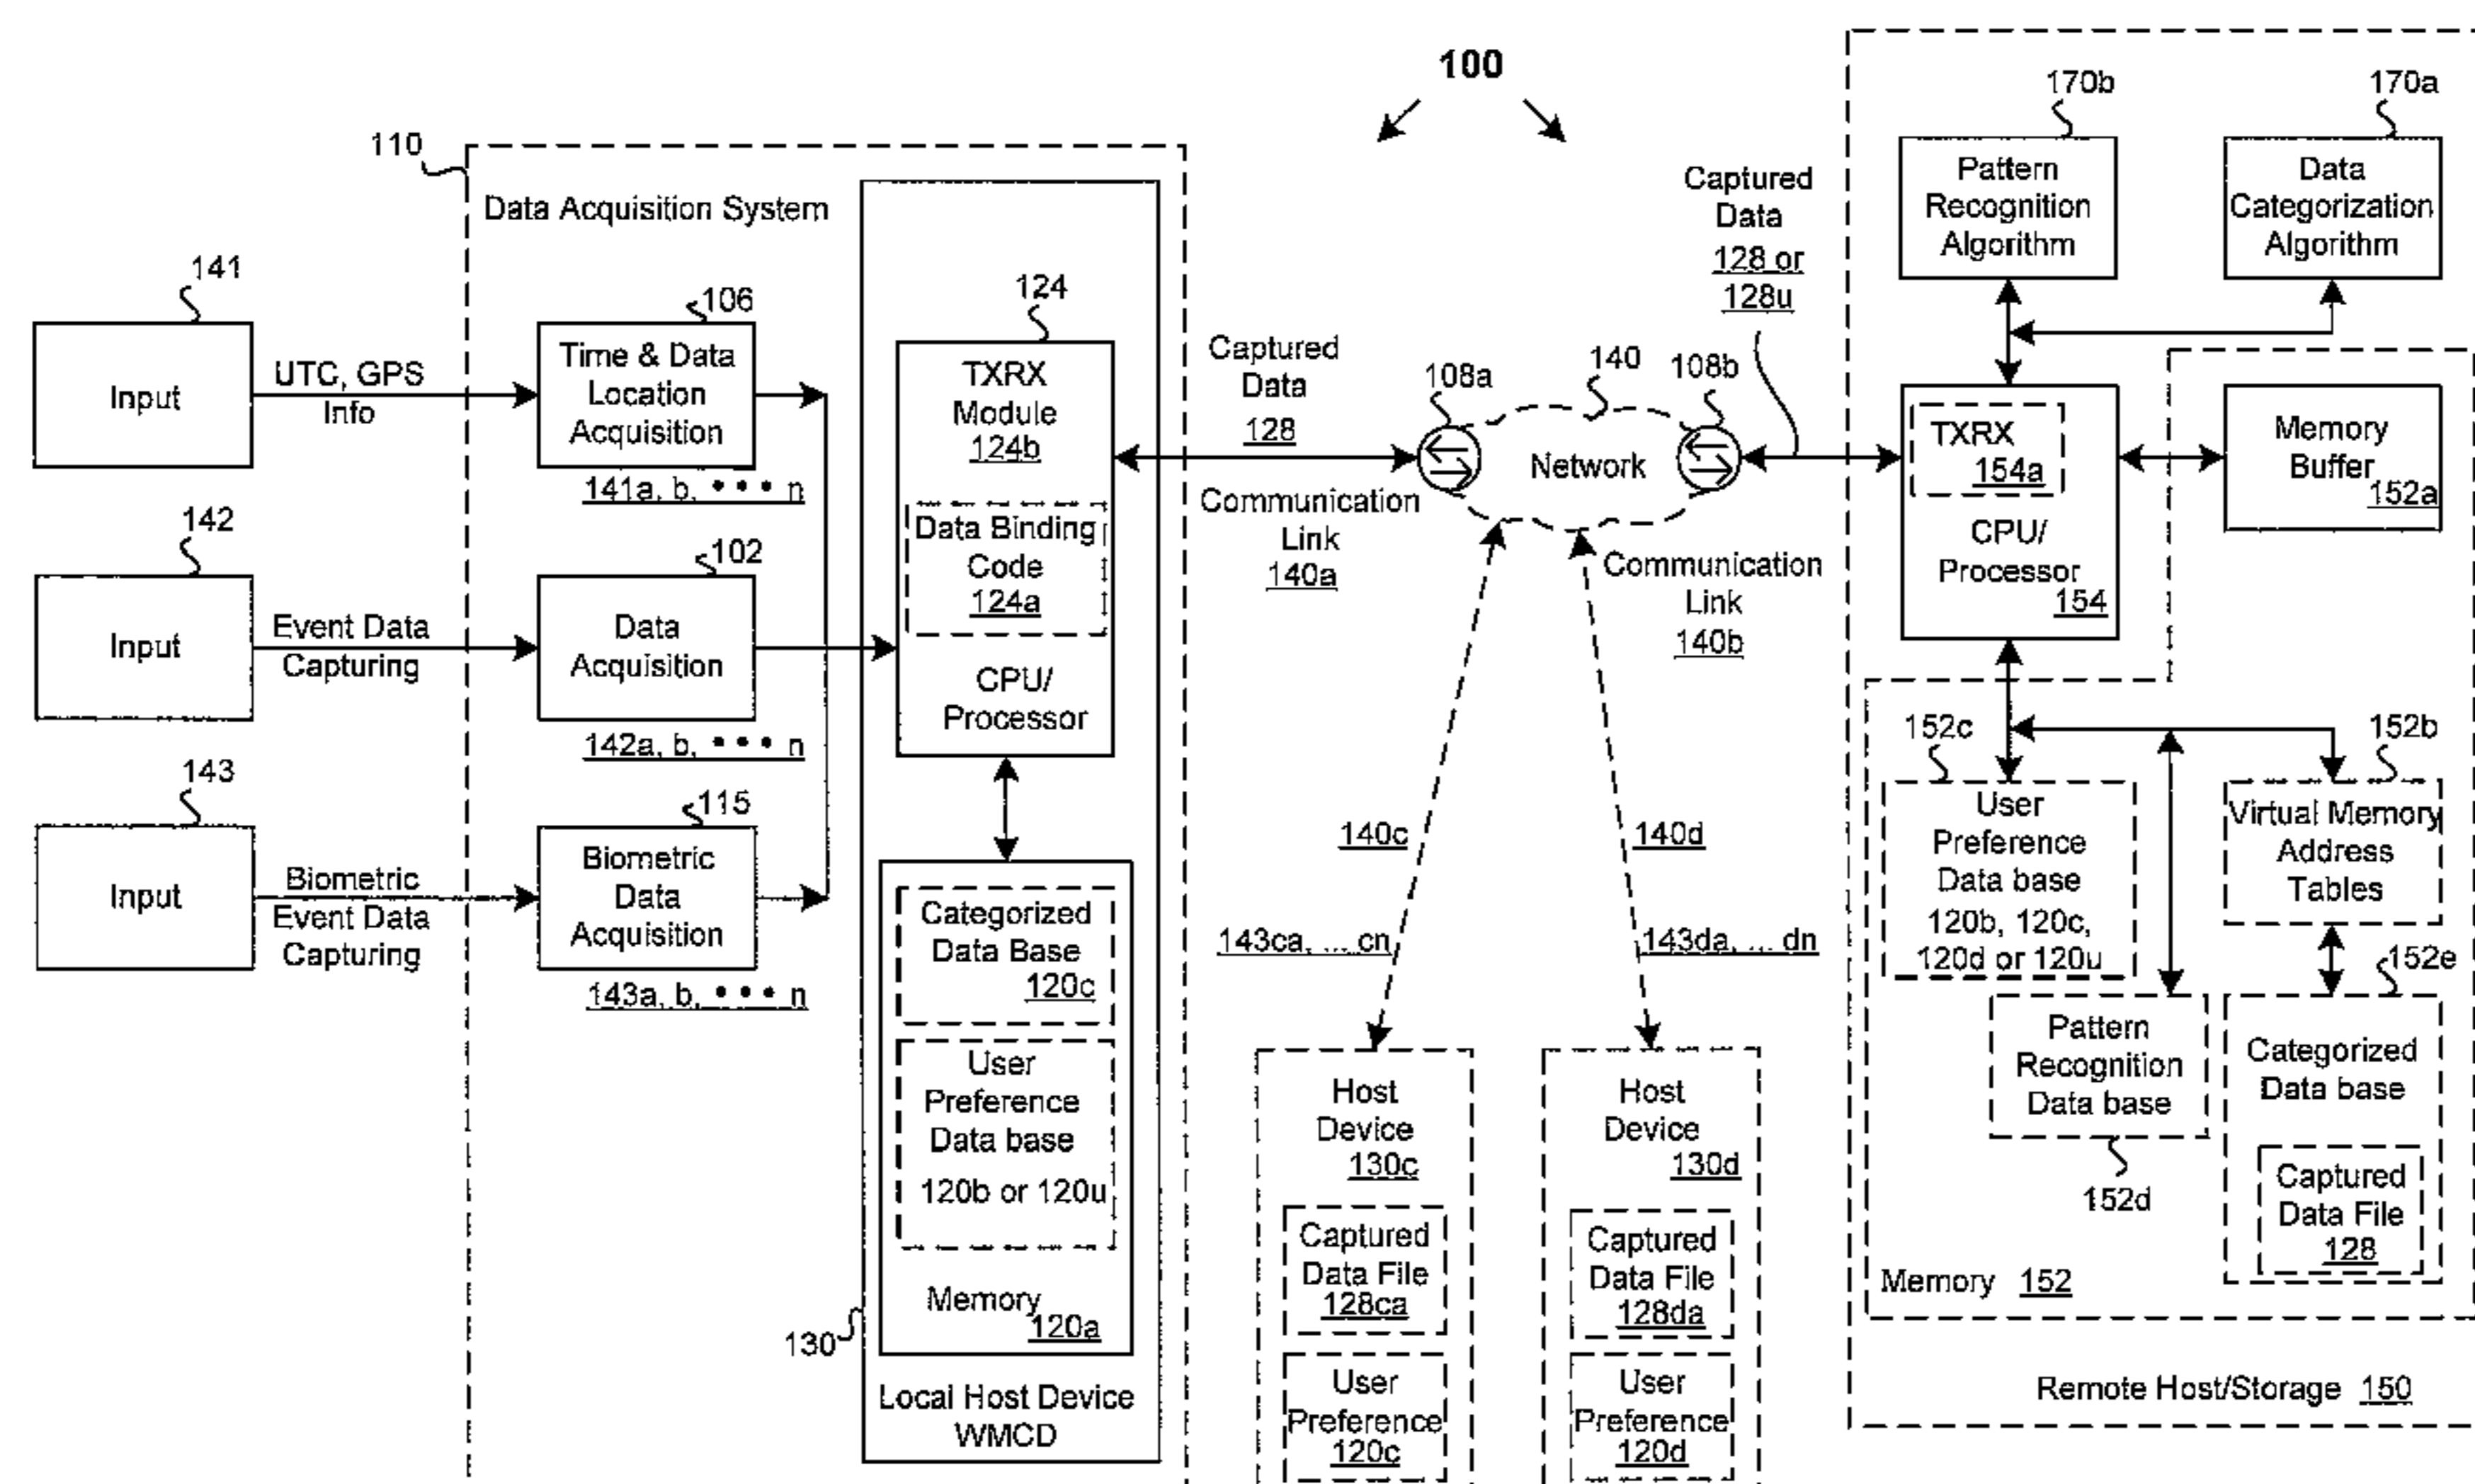 100
110
Data Acquisition System
141
Input
UTC, GPS
Info
106
Time & Data
Location
Acquisition
141a, b, • • • n
142
Input
Event Data
Capturing
102
Data
Acquisition
142a, b, • • • n
143
Input
Biometric
Event Data
Capturing
115
Biometric
Data
Acquisition
143a, b, • • • n
124
TXRX
Module
124b
Data Binding
Code
124a
CPU/
Processor
Categorized
Data Base
120c
User
Preference
Data base
120b or 120u
Memory
120a
130
Local Host Device
WMCD
Captured
Data
128
Communication
Link
140a
108a
140
108b
Network
Captured
Data
128 or
128u
Communication
Link
140b
140c
140d
143ca, ... cn
143da, ... dn
Host
Device
130c
Captured
Data File
128ca
User
Preference
120c
Host
Device
130d
Captured
Data File
128da
User
Preference
120d
170b
Pattern
Recognition
Algorithm
170a
Data
Categorization
Algorithm
TXRX
154a
CPU/
Processor
154
Memory
Buffer
152a
152c
User
Preference
Data base
120b, 120c,
120d or 120u
152b
Virtual Memory
Address
Tables
152e
Pattern
Recognition
Data base
152d
Categorized
Data base
Captured
Data File
128
Memory 152
Remote Host/Storage 150